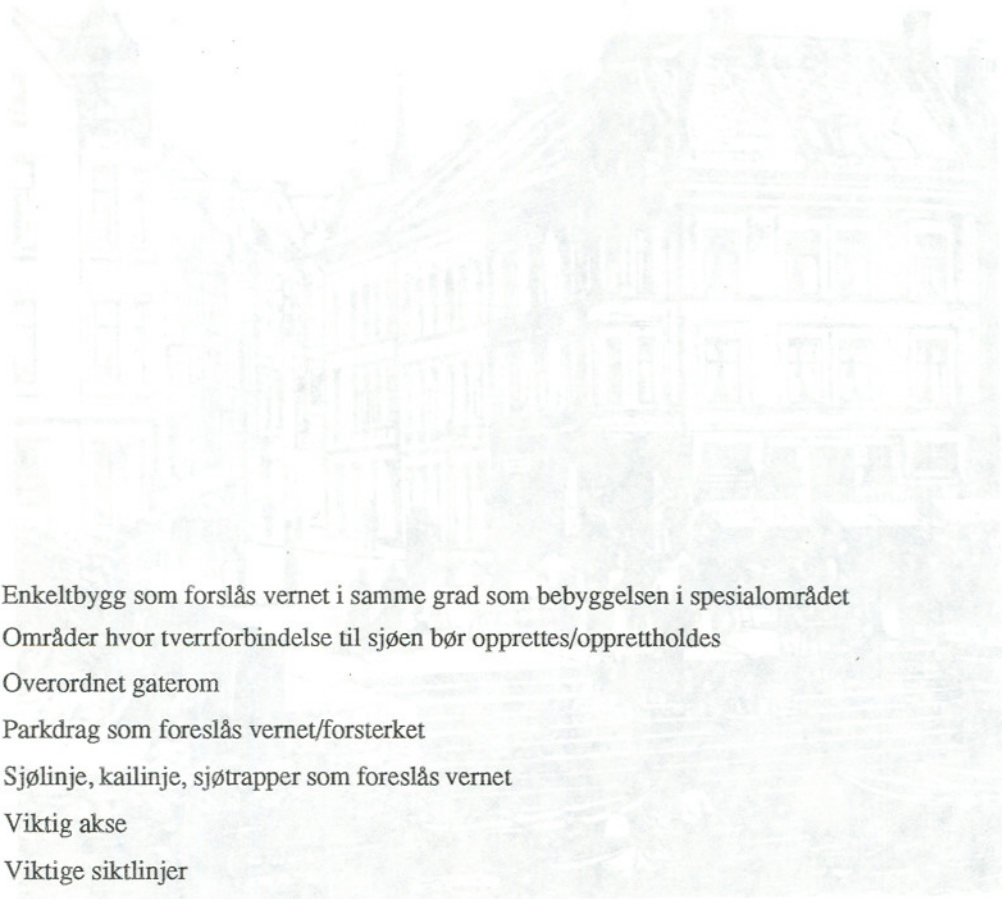 Enkeltbygg som forslås vernet i samme grad som bebyggelsen i spesialområdet
Områder hvor tverrforbindelse til sjøen bør opprettes/opprettholdes
Overordnet gaterom
Parkdrag som foreslås vernet/forsterket
Sjølinje, kailinje, sjøtrapper som foreslås vernet
Viktig akse
Viktige siktlinjer